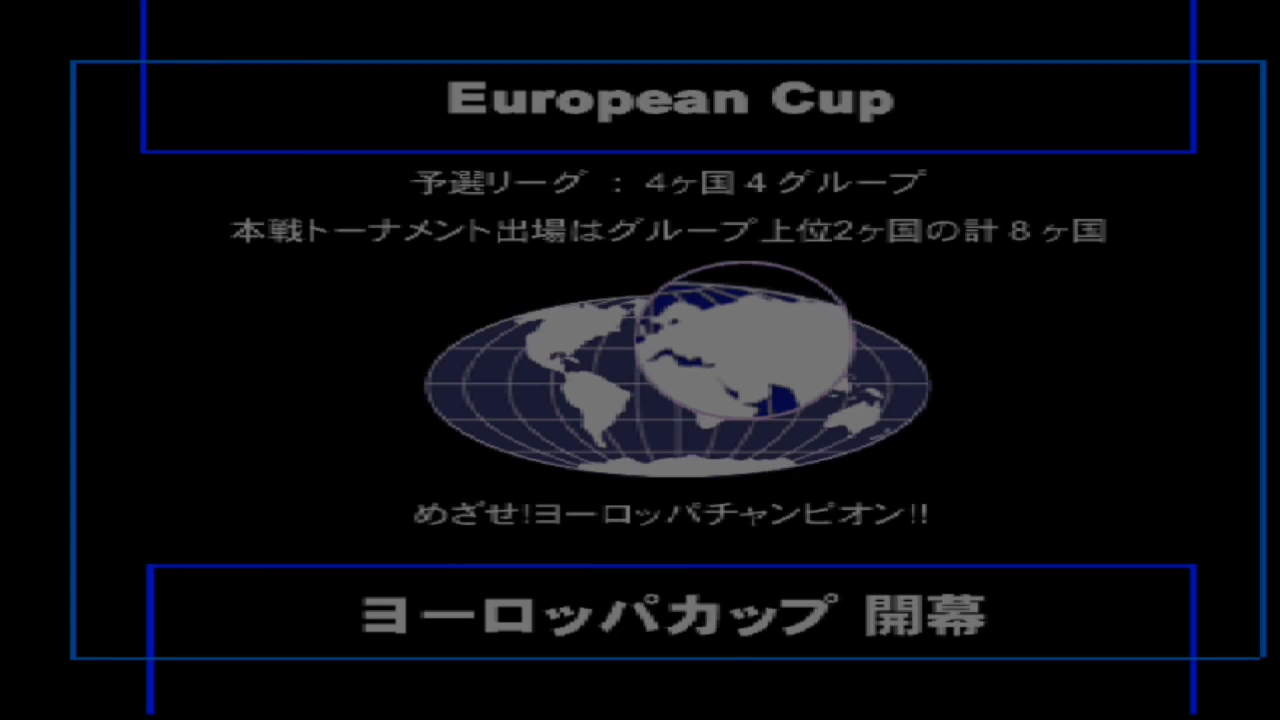 European Cup
予選リーグ ： 4ヶ国４グループ
本戦トーナメント出場はグループ上位2ヶ国の計８ヶ国
めざせ!ヨーロッパチャンピオン!!
ヨーロッパカップ 開幕